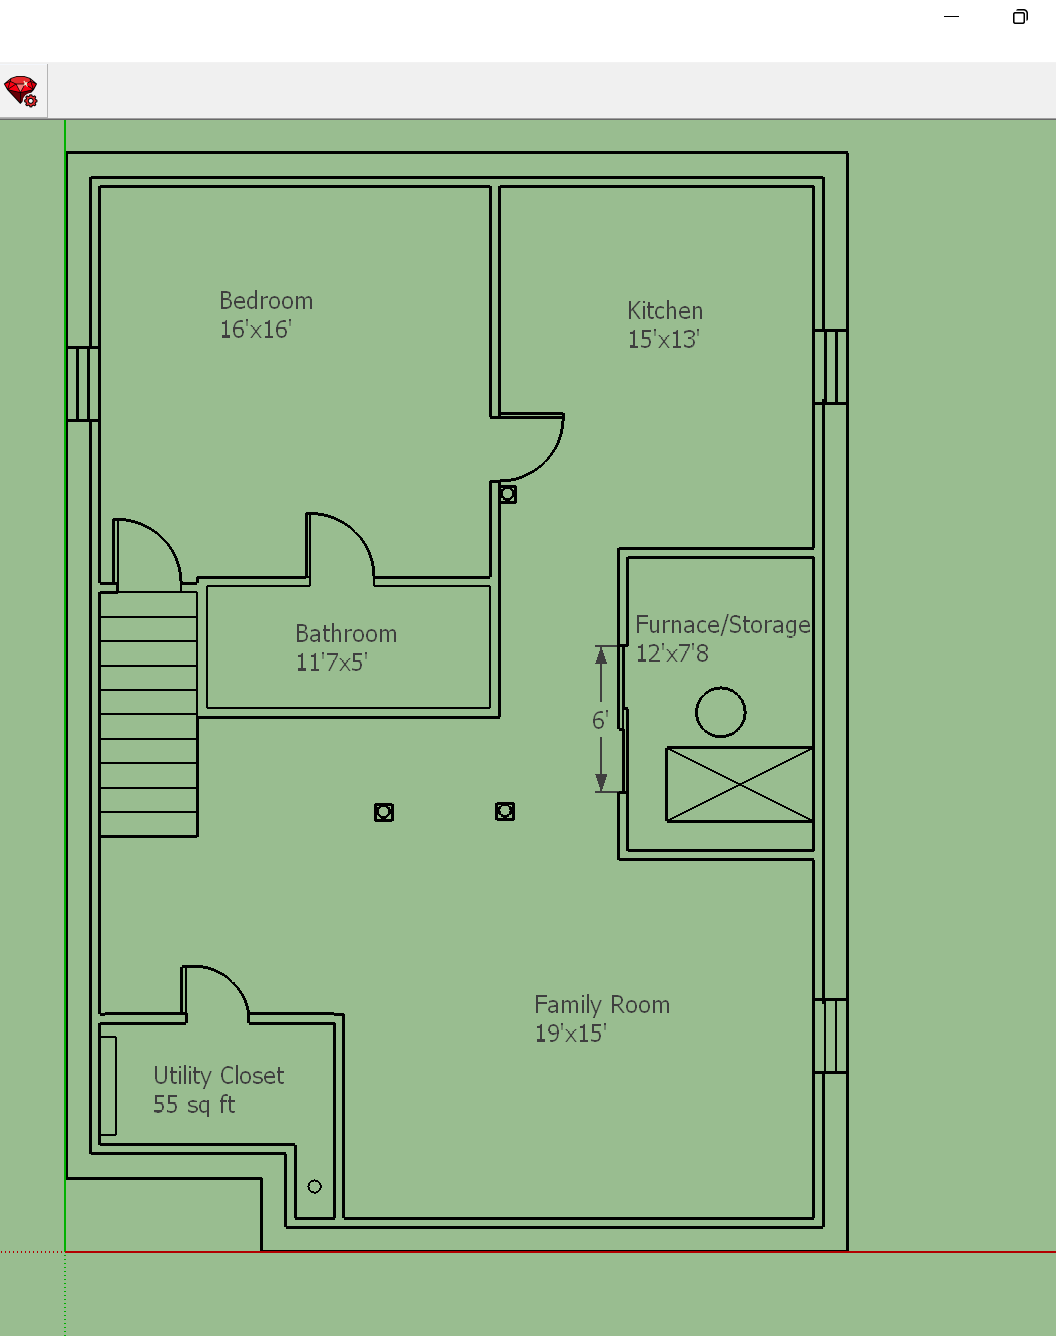 Bedroom
16'x16'
Kitchen
15'x13'
Furnace/Storage
12'x7'8
Bathroom
11'7x5'
6'
Family Room
19'x15'
Utility Closet
55 sq ft